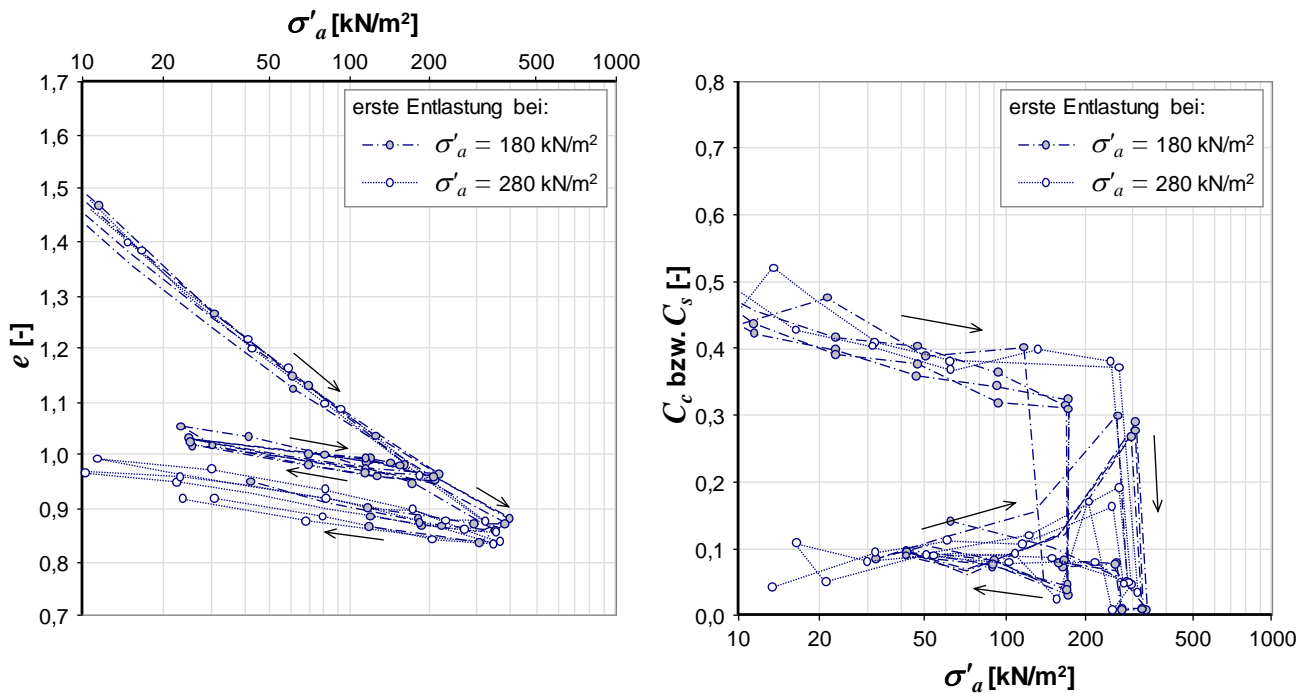 σ'a [kN/m²]
10 20 50 100 200 500 1000
1,7
1,6
1,5
1,4
1,3
1,2
1,1
1,0
0,9
0,8
0,7
e [-]
erste Entlastung bei:
σ'a = 180 kN/m²
σ'a = 280 kN/m²
0,8
0,7
0,6
0,5
0,4
0,3
0,2
0,1
0,0
Cc bzw. Cs [-]
erste Entlastung bei:
σ'a = 180 kN/m²
σ'a = 280 kN/m²
10 20 50 100 200 500 1000
σ'a [kN/m²]